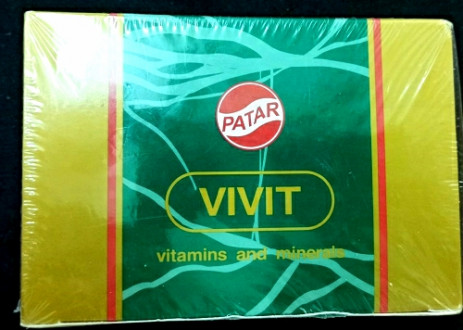 PATAR
VIVIT
vitamins and minerals